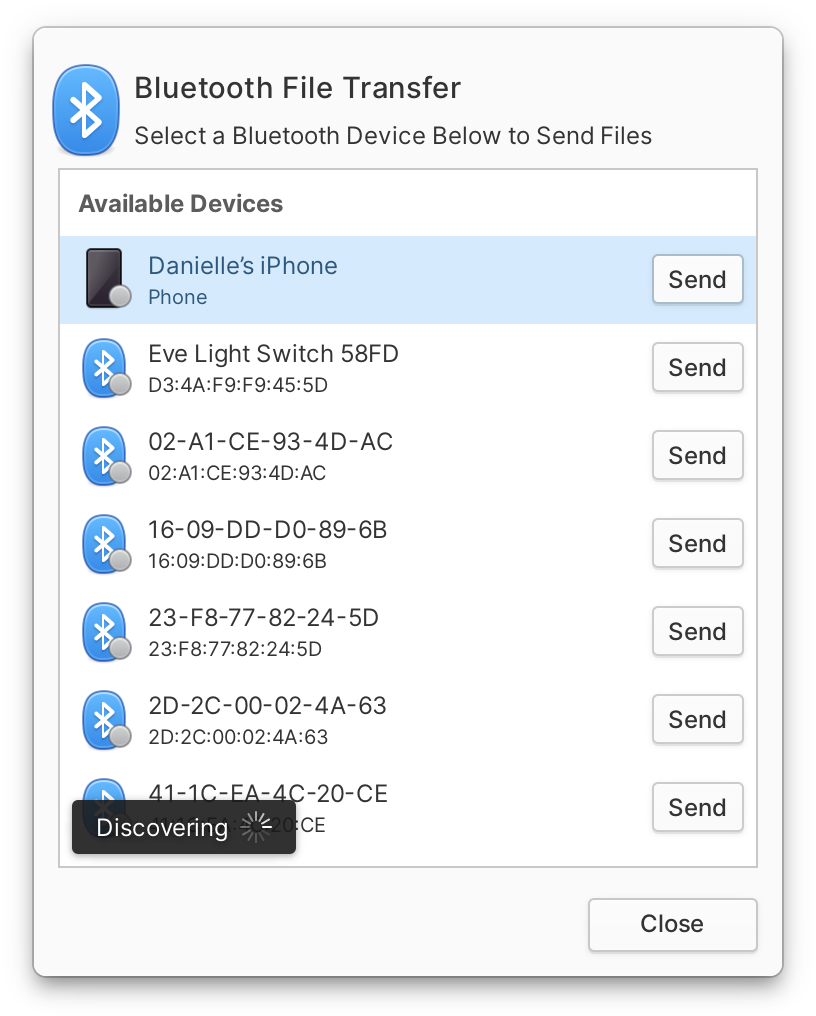 Bluetooth File Transfer
Select a Bluetooth Device Below to Send Files
Available Devices
Danielle’s iPhone
Phone
Send
Eve Light Switch 58FD
D3:4A:F9:F9:45:5D
Send
02-A1-CE-93-4D-AC
02:A1:CE:93:4D:AC
Send
16-09-DD-D0-89-6B
16:09:DD:D0:89:6B
Send
23-F8-77-82-24-5D
23:F8:77:82:24:5D
Send
2D-2C-00-02-4A-63
2D:2C:00:02:4A:63
Send
41-1C-EA-4C-20-CE
Send
Discovering
Close